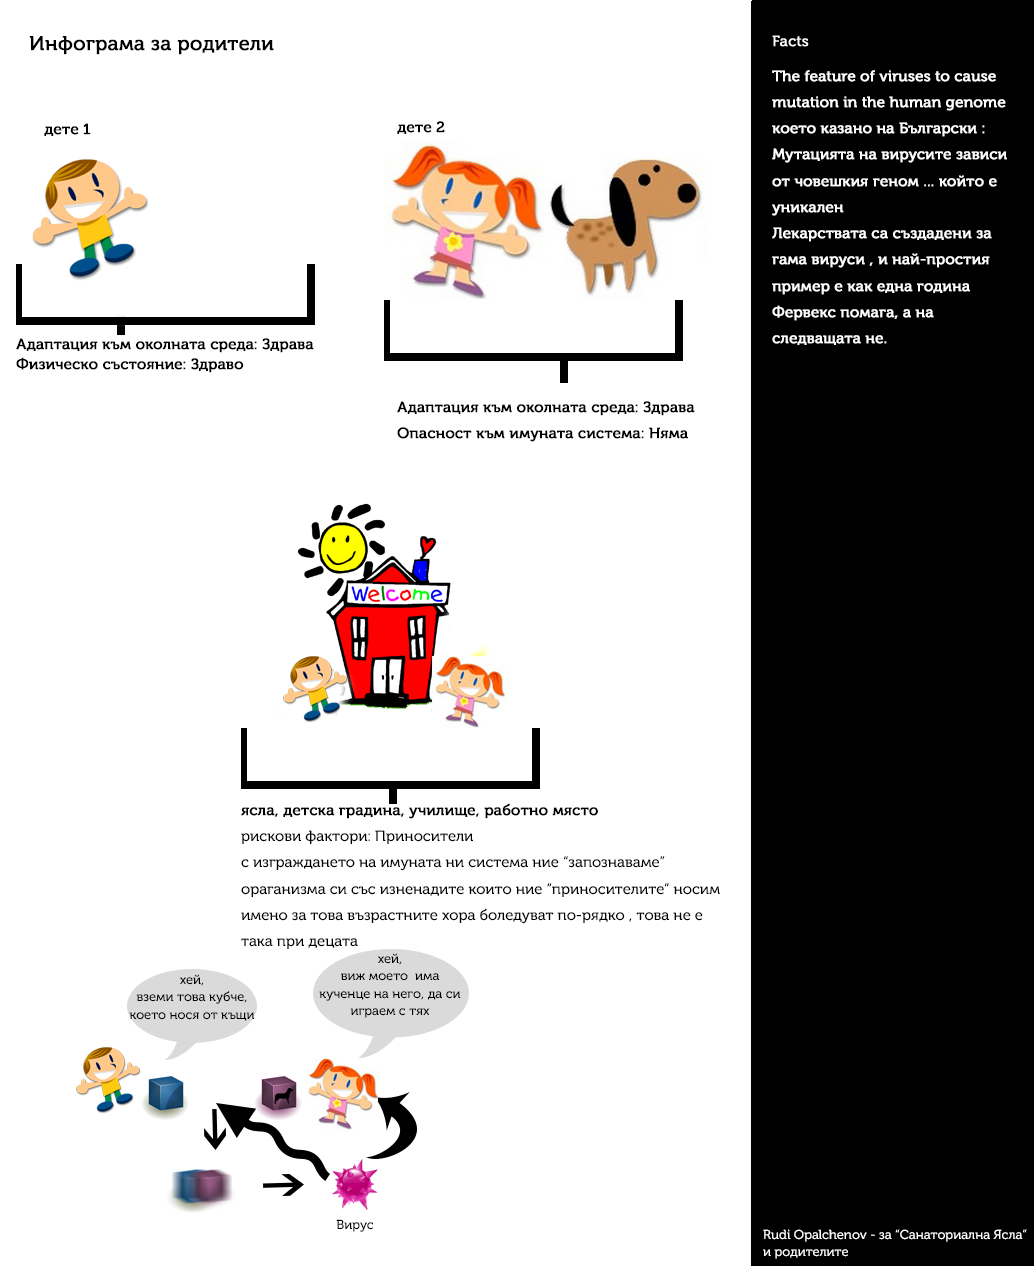 Инфограма за родители
дете 1
дете 2
Адаптация към околната среда: Здрава
Физическо състояние: Здраво
Адаптация към околната среда: Здрава
Опасност към имуната система: Няма
Welcome
ясла, детска градина, училище, работно място
рискови фактори: Приносители
с изграждането на имуната ни система ние “запознаваме”
ораганизма си със изненадите които ние “приносителите” носим
имено за това възрастните хора боледуват по-рядко , това не е
така при децата
хей,
вземи това кубче,
което нося от къщи
хей,
виж моето има
кученце на него, да си
играем с тях
Вирус
Facts
The feature of viruses to cause
mutation in the human genome
което казано на Български :
Мутацията на вирусите зависи
от човешкия геном ... който е
уникален
Лекарствата са създадени за
гама вируси , и най-простия
пример е как една година
Фервекс помага, а на
следващата не.
Rudi Opalchenov - за “Санаториална Ясла”
и родителите